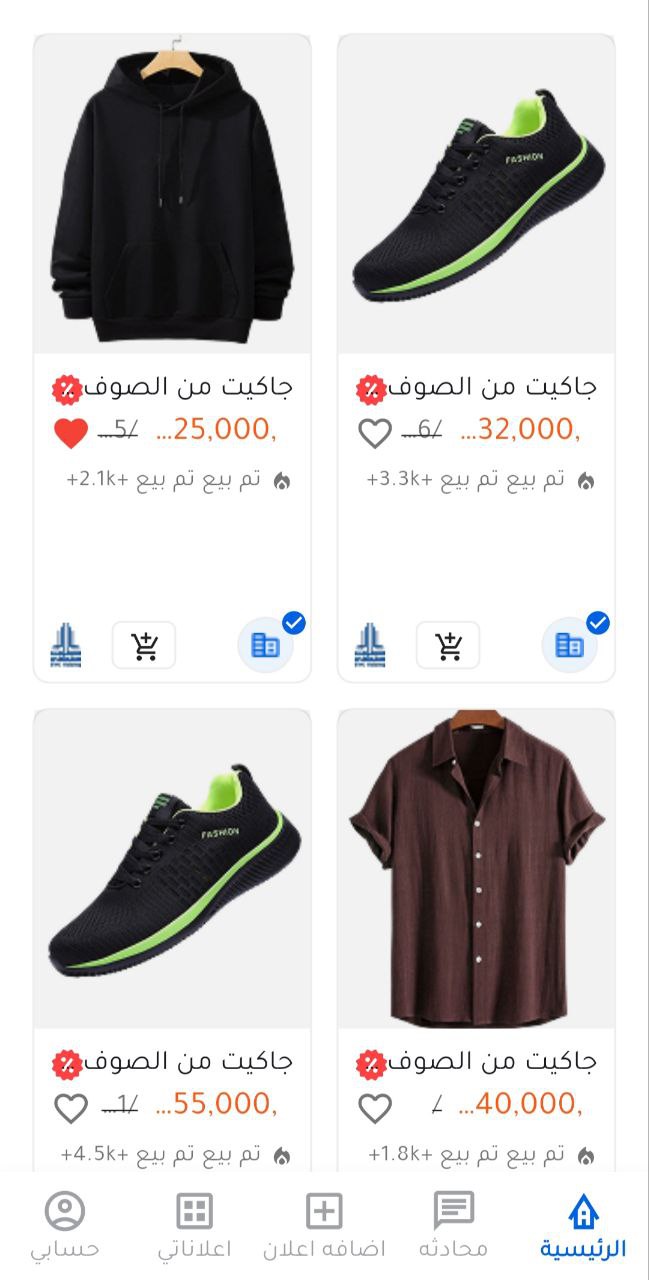 FASHION
جاكيت من الصوف...
32,000,...
6/...
تم بيع تم بيع +3.3k+
جاكيت من الصوف...
25,000,...
5/...
تم بيع تم بيع +2.1k+
FASHION
جاكيت من الصوف...
40,000,...
/
تم بيع تم بيع +1.8k+
جاكيت من الصوف...
55,000,...
1/...
تم بيع تم بيع +4.5k+
الرئيسية
محادثه
اضافه اعلان
اعلاناتي
حسابي